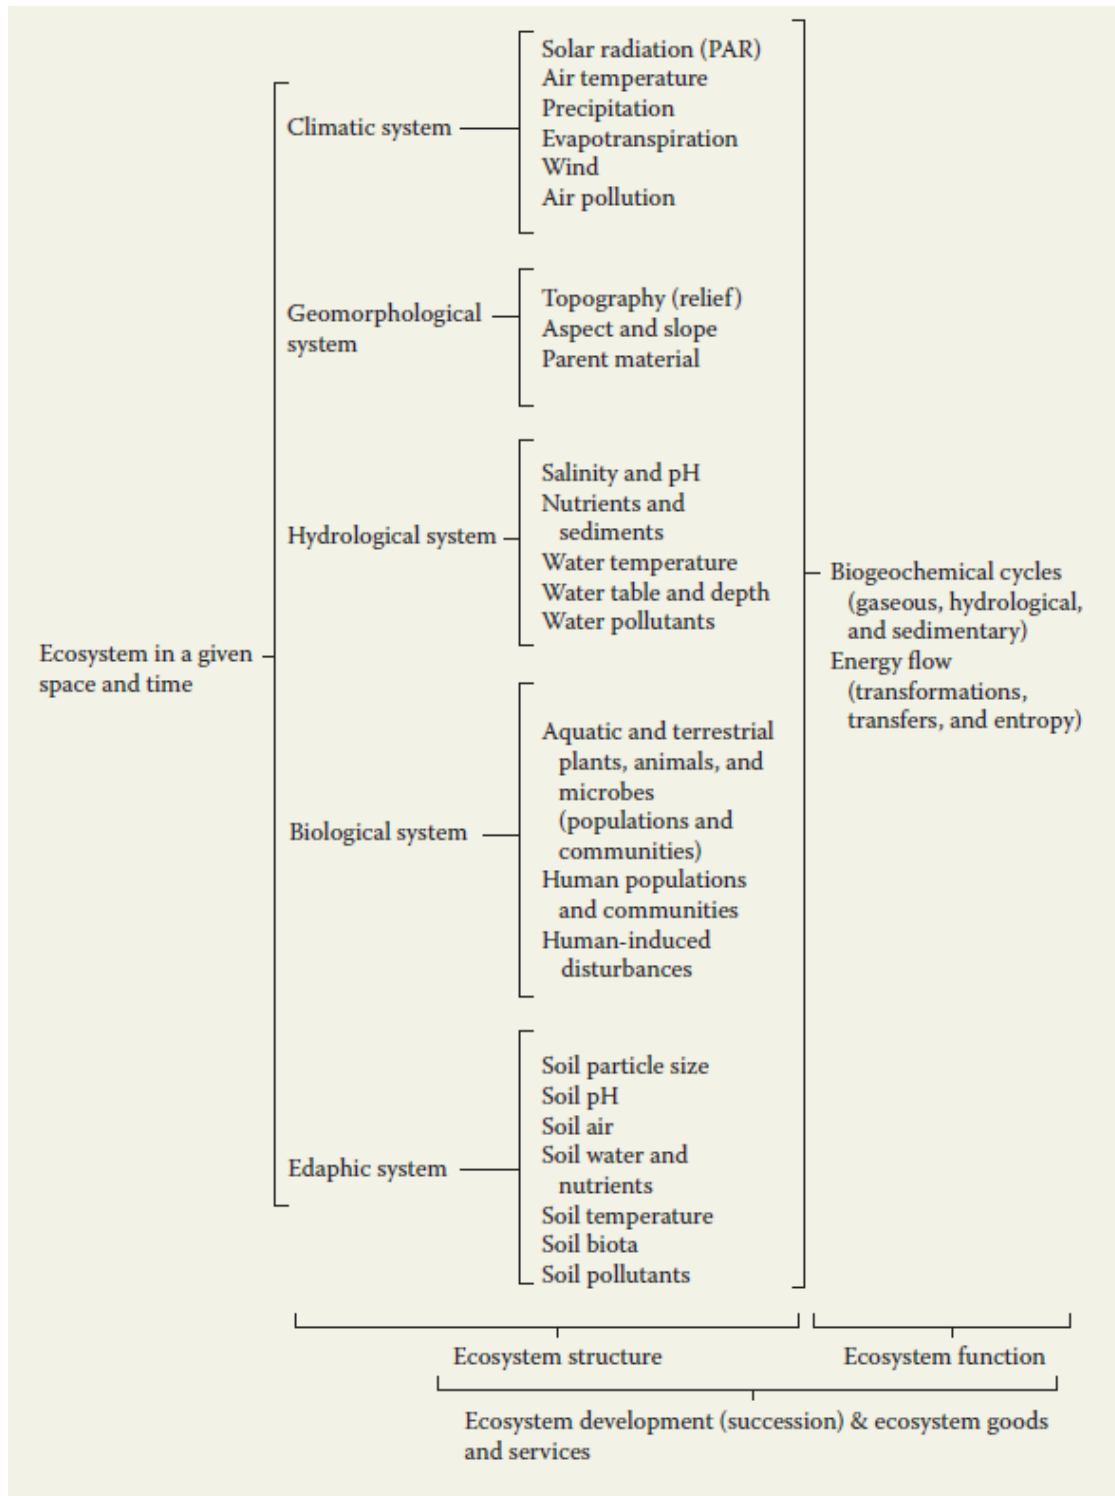 Ecosystem in a given
space and time
Climatic system
Solar radiation (PAR)
Air temperature
Precipitation
Evapotranspiration
Wind
Air pollution
Geomorphological
system
Topography (relief)
Aspect and slope
Parent material
Hydrological system
Salinity and pH
Nutrients and
sediments
Water temperature
Water table and depth
Water pollutants
Biological system
Aquatic and terrestrial
plants, animals, and
microbes
(populations and
communities)
Human populations
and communities
Human-induced
disturbances
Edaphic system
Soil particle size
Soil pH
Soil air
Soil water and
nutrients
Soil temperature
Soil biota
Soil pollutants
Biogeochemical cycles
(gaseous, hydrological,
and sedimentary)
Energy flow
(transformations,
transfers, and entropy)
Ecosystem structure
Ecosystem function
Ecosystem development (succession) & ecosystem goods
and services